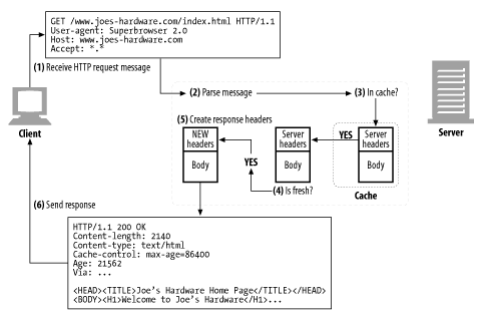 GET /www.joes-hardware.com/index.html HTTP/1.1
User-agent: Superbrowser 2.0
Host: www.joes-hardware.com
Accept: *.*
(1) Receive HTTP request message
(2) Parse message
(3) In cache?
(5) Create response headers
Client
Server
NEW
headers
Body
YES
Server
headers
Body
YES
Server
headers
Body
(4) Is fresh?
Cache
(6) Send response
HTTP/1.1 200 OK
Content-length: 2140
Content-type: text/html
Cache-control: max-age=86400
Age: 21562
Via: ...
<HEAD><TITLE>Joe's Hardware Home Page</TITLE></HEAD>
<BODY><H1>Welcome to Joe's Hardware</H1>...